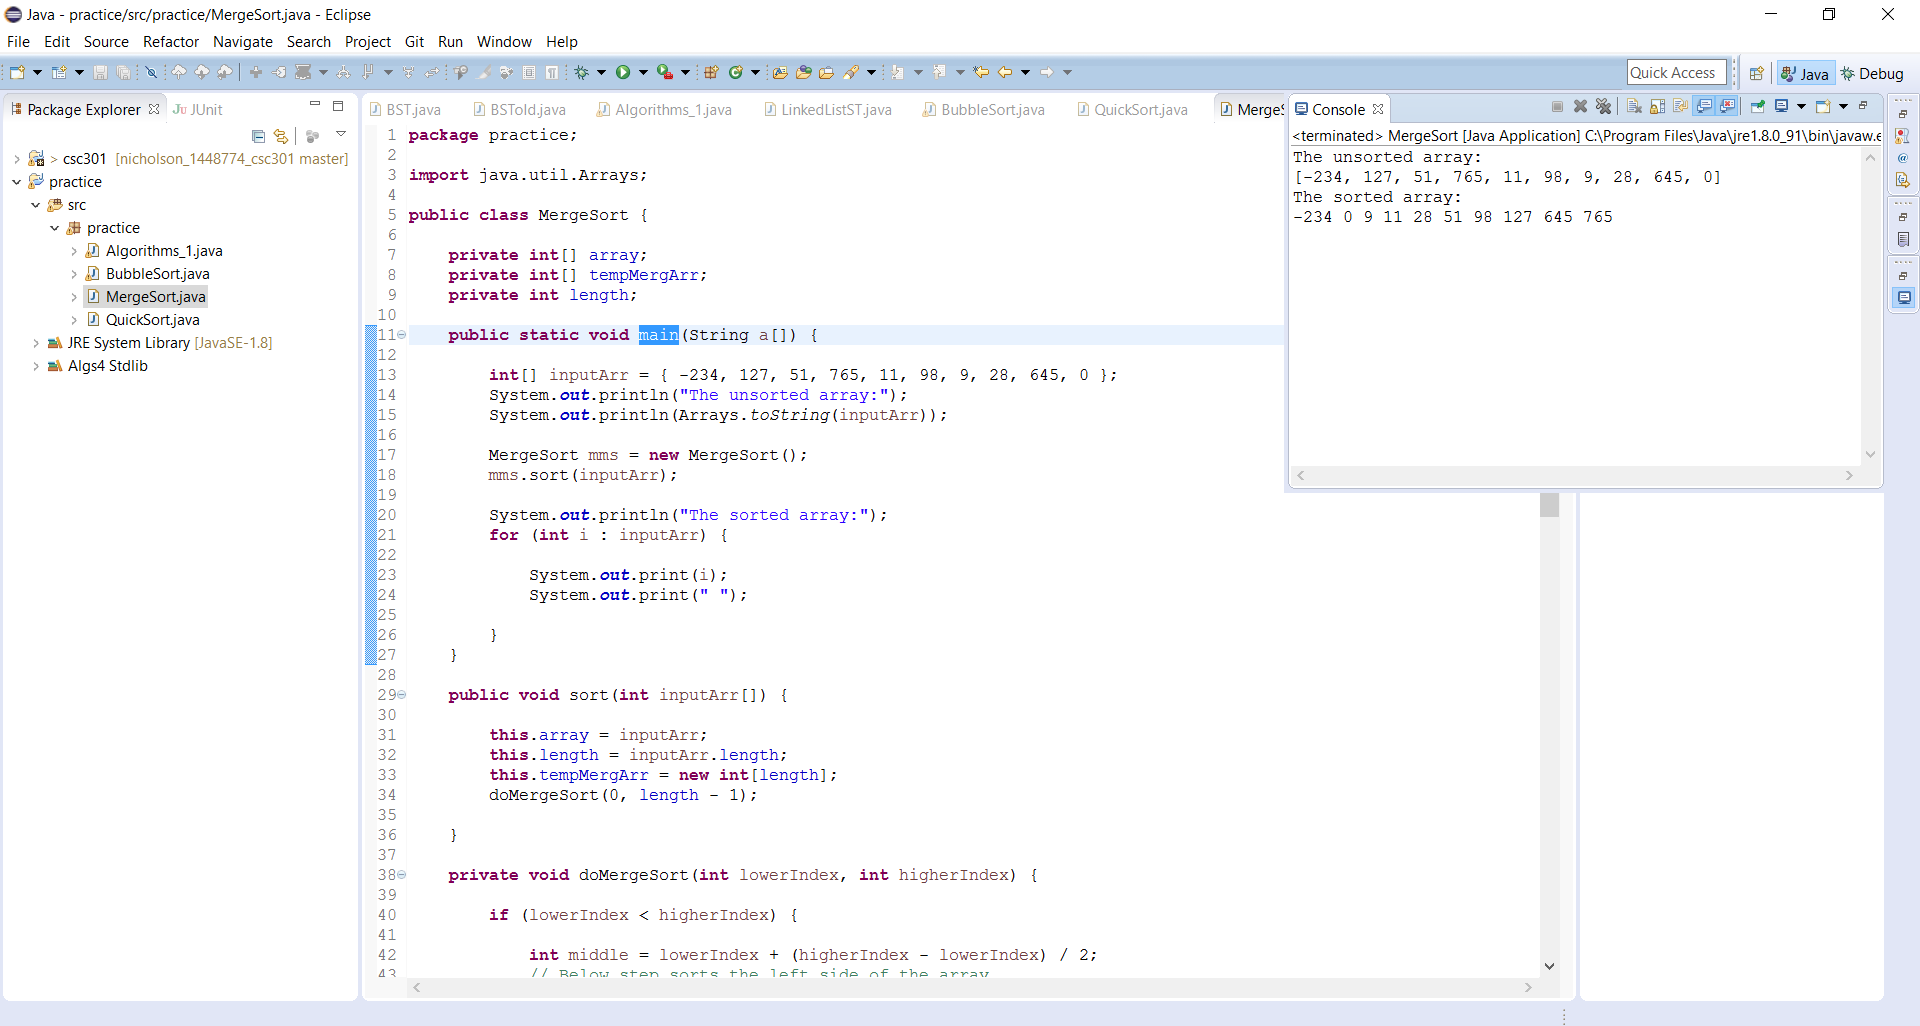 Java - practice/src/practice/MergeSort.java - Eclipse
File Edit Source Refactor Navigate Search Project Git Run Window Help
Quick Access Java Debug
Package Explorer JUnit
> csc301 [nicholson_1448774_csc301 master]
practice
src
practice
Algorithms_1.java
BubbleSort.java
MergeSort.java
QuickSort.java
JRE System Library [JavaSE-1.8]
Algs4 Stdlib
BST.java BSTold.java Algorithms_1.java LinkedListST.java BubbleSort.java QuickSort.java MergeS
1 package practice;
2
3 import java.util.Arrays;
4
5 public class MergeSort {
6
7 private int[] array;
8 private int[] tempMergArr;
9 private int length;
10
11 public static void main(String a[]) {
12
13 int[] inputArr = { -234, 127, 51, 765, 11, 98, 9, 28, 645, 0 };
14 System.out.println("The unsorted array:");
15 System.out.println(Arrays.toString(inputArr));
16
17 MergeSort mms = new MergeSort();
18 mms.sort(inputArr);
19
20 System.out.println("The sorted array:");
21 for (int i : inputArr) {
22
23 System.out.print(i);
24 System.out.print(" ");
25
26 }
27 }
28
29 public void sort(int inputArr[]) {
30
31 this.array = inputArr;
32 this.length = inputArr.length;
33 this.tempMergArr = new int[length];
34 doMergeSort(0, length - 1);
35
36 }
37
38 private void doMergeSort(int lowerIndex, int higherIndex) {
39
40 if (lowerIndex < higherIndex) {
41
42 int middle = lowerIndex + (higherIndex - lowerIndex) / 2;
43 // Below step sorts the left side of the array
Console
<terminated> MergeSort [Java Application] C:\Program Files\Java\jre1.8.0_91\bin\javaw.e
The unsorted array:
[-234, 127, 51, 765, 11, 98, 9, 28, 645, 0]
The sorted array:
-234 0 9 11 28 51 98 127 645 765